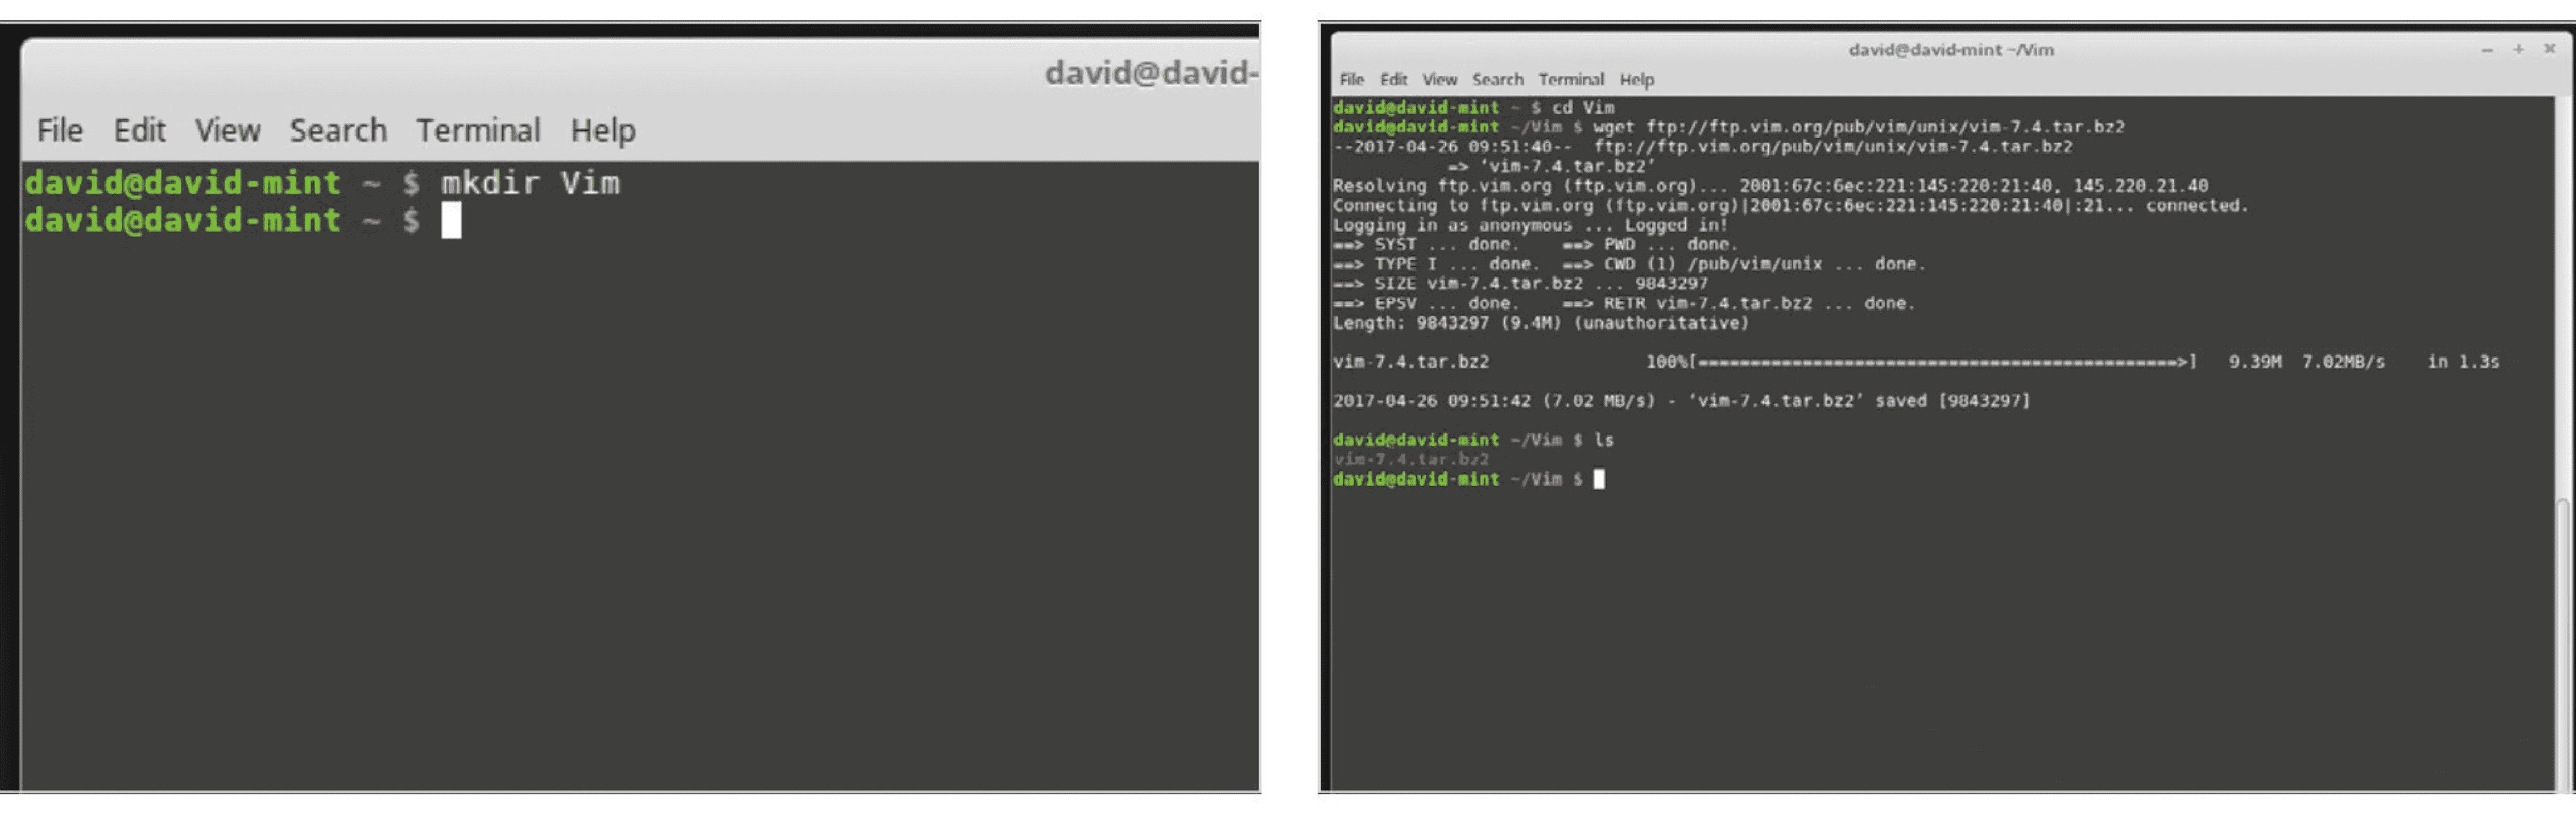 david@david-
File Edit View Search Terminal Help
david@david-mint ~ $ mkdir Vim
david@david-mint ~ $
david@david-mint ~/Vim
File Edit View Search Terminal Help
david@david-mint ~ $ cd Vim
david@david-mint ~/Vim $ wget ftp://ftp.vim.org/pub/vim/unix/vim-7.4.tar.bz2
--2017-04-26 09:51:40--  ftp://ftp.vim.org/pub/vim/unix/vim-7.4.tar.bz2
=> ‘vim-7.4.tar.bz2’
Resolving ftp.vim.org (ftp.vim.org)... 2001:67c:6ec:221:145:220:21:40, 145.220.21.40
Connecting to ftp.vim.org (ftp.vim.org)|2001:67c:6ec:221:145:220:21:40|:21... connected.
Logging in as anonymous ... Logged in!
==> SYST ... done.    ==> PWD ... done.
==> TYPE I ... done.  ==> CWD (1) /pub/vim/unix ... done.
==> SIZE vim-7.4.tar.bz2 ... 9843297
==> EPSV ... done.    ==> RETR vim-7.4.tar.bz2 ... done.
Length: 9843297 (9.4M) (unauthoritative)
vim-7.4.tar.bz2 100%[==============================================>] 9.39M 7.02MB/s in 1.3s
2017-04-26 09:51:42 (7.02 MB/s) - ‘vim-7.4.tar.bz2’ saved [9843297]
david@david-mint ~/Vim $ ls
vim-7.4.tar.bz2
david@david-mint ~/Vim $